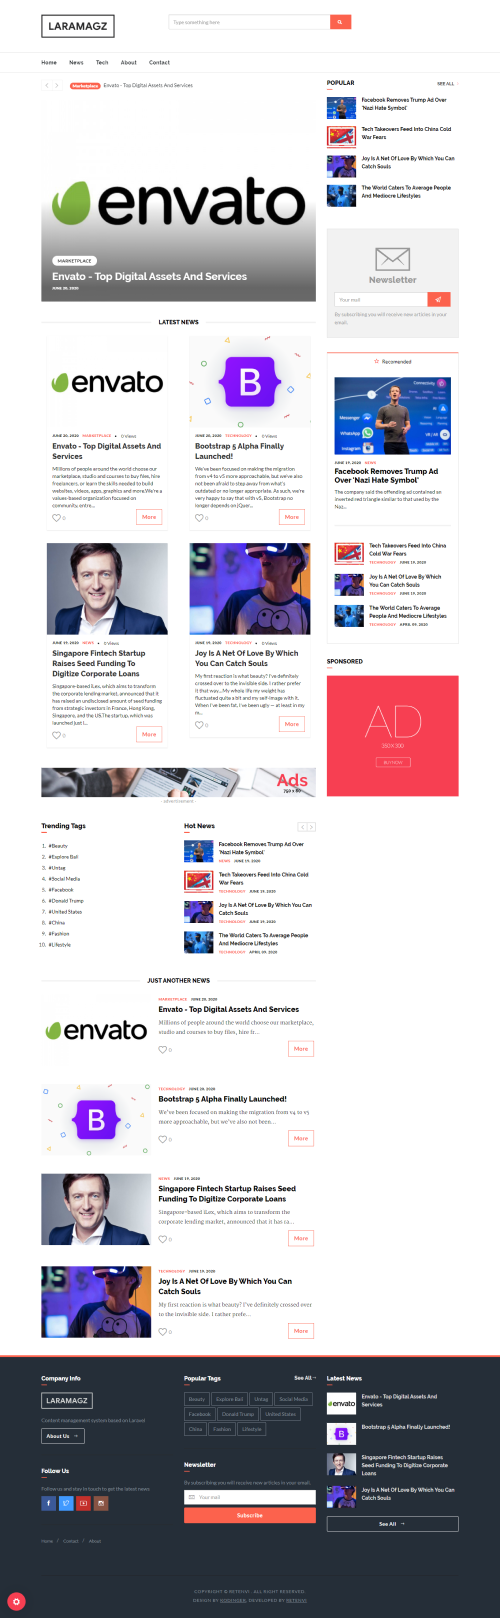 LARAMAGZ
Type something here
Home News Tech About Contact
Marketplace Envato - Top Digital Assets And Services
envato
MARKETPLACE
Envato - Top Digital Assets And Services
JUNE 20, 2020
LATEST NEWS
envato
JUNE 20, 2020 MARKETPLACE • 0 Views
Envato - Top Digital Assets And
Services
Millions of people around the world choose our
marketplace, studio and courses to buy files, hire
freelancers, or learn the skills needed to build
websites, videos, apps, graphics and more.We're a
values-based organization focused on
community, entre...
0
More
B
JUNE 20, 2020 TECHNOLOGY • 0 Views
Bootstrap 5 Alpha Finally
Launched!
We've been focused on making the migration
from v4 to v5 more approachable, but we've also
not been afraid to step away from what's
outdated or no longer appropriate. As such, we're
very happy to say that with v5, Bootstrap no
longer depends on jQuer...
0
More
JUNE 19, 2020 NEWS • 0 Views
Singapore Fintech Startup
Raises Seed Funding To
Digitize Corporate Loans
Singapore-based iLex, which aims to transform
the corporate lending market, announced that it
has raised an undisclosed amount of seed funding
from strategic investors in France, Hong Kong,
Singapore, and the US.The startup, which was
launched just l...
0
More
JUNE 19, 2020 TECHNOLOGY • 0 Views
Joy Is A Net Of Love By Which
You Can Catch Souls
My first reaction is what beauty? I've definitely
crossed over to the invisible side. I rather prefer
it that way...My whole life my weight has
fluctuated quite a bit and my self-image with it.
When I've been fat, I've been ugly — at least in my
m...
0
More
Ads
750 x 80
advertisement
Trending Tags
1. #Beauty
2. #Explore Bali
3. #Untag
4. #Social Media
5. #Facebook
6. #Donald Trump
7. #United States
8. #China
9. #Fashion
10. #Lifestyle
Hot News
Facebook Removes Trump Ad Over
'Nazi Hate Symbol'
NEWS JUNE 19, 2020
Tech Takeovers Feed Into China Cold
War Fears
TECHNOLOGY JUNE 19, 2020
Joy Is A Net Of Love By Which You Can
Catch Souls
TECHNOLOGY JUNE 19, 2020
The World Caters To Average People
And Mediocre Lifestyles
TECHNOLOGY APRIL 09, 2020
JUST ANOTHER NEWS
envato
MARKETPLACE JUNE 20, 2020
Envato - Top Digital Assets And Services
Millions of people around the world choose our marketplace,
studio and courses to buy files, hire fr...
0
More
B
TECHNOLOGY JUNE 20, 2020
Bootstrap 5 Alpha Finally Launched!
We've been focused on making the migration from v4 to v5
more approachable, but we've also not been...
0
More
NEWS JUNE 19, 2020
Singapore Fintech Startup Raises Seed
Funding To Digitize Corporate Loans
Singapore-based iLex, which aims to transform the
corporate lending market, announced that it has ra...
0
More
TECHNOLOGY JUNE 19, 2020
Joy Is A Net Of Love By Which You Can
Catch Souls
My first reaction is what beauty? I've definitely crossed over
to the invisible side. I rather prefe...
0
More
POPULAR
SEE ALL
Facebook Removes Trump Ad Over
'Nazi Hate Symbol'
Tech Takeovers Feed Into China Cold
War Fears
Joy Is A Net Of Love By Which You Can
Catch Souls
The World Caters To Average People
And Mediocre Lifestyles
Newsletter
Your mail
By subscribing you will receive new articles in your
email.
Recomended
Connectivity
Messenger
WhatsApp
Instagram
VR / AR
JUNE 19, 2020 NEWS
Facebook Removes Trump Ad
Over 'Nazi Hate Symbol'
The company said the offending ad contained an
inverted red triangle similar to that used by the
Naz...
Tech Takeovers Feed Into China
Cold War Fears
TECHNOLOGY JUNE 19, 2020
Joy Is A Net Of Love By Which
You Can Catch Souls
TECHNOLOGY JUNE 19, 2020
The World Caters To Average
People And Mediocre Lifestyles
TECHNOLOGY APRIL 09, 2020
SPONSORED
AD
350 X 300
BUY NOW
Company Info
LARAMAGZ
Content management system based on Laravel
About Us →
Follow Us
Follow us and stay in touch to get the latest news
Home / Contact / About
Popular Tags
See All
Beauty Explore Bali Untag Social Media
Facebook Donald Trump United States
China Fashion Lifestyle
Newsletter
By subscribing you will receive new articles in your email.
Your mail
Subscribe
Latest News
envato
Envato - Top Digital Assets And
Services
B
Bootstrap 5 Alpha Finally Launched!
Singapore Fintech Startup Raises
Seed Funding To Digitize Corporate
Loans
Joy Is A Net Of Love By Which You Can
Catch Souls
See All →
COPYRIGHT © RETENVI . ALL RIGHT RESERVED.
DESIGN BY KODINGER. DEVELOPED BY RETENVI